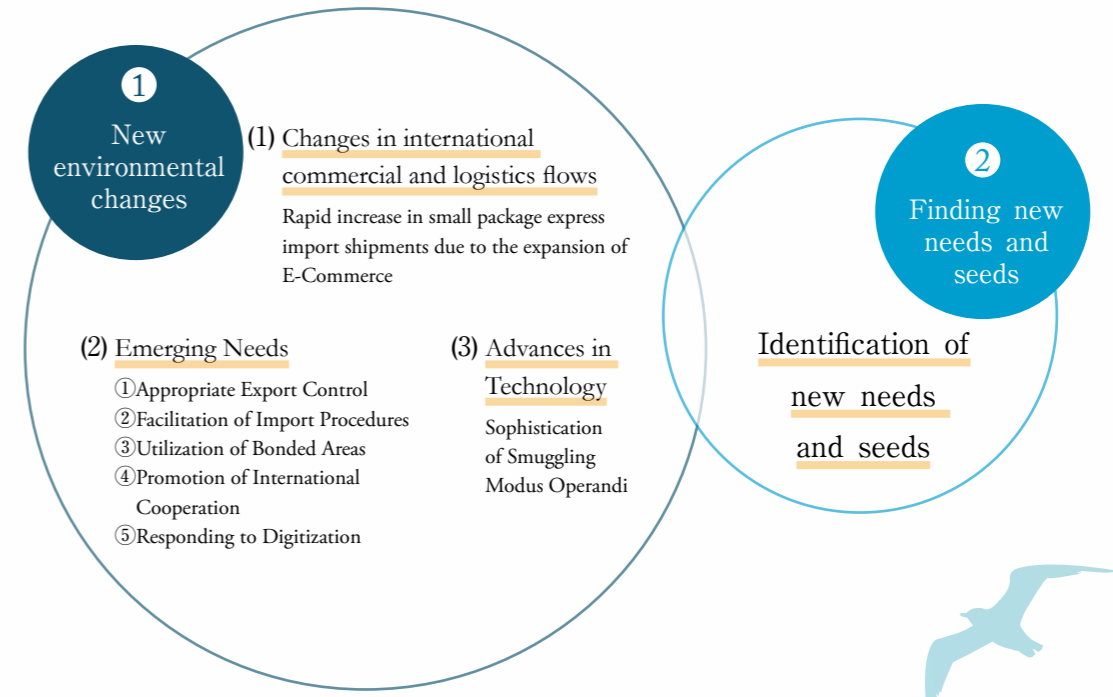 ❶
New
environmental
changes
(1) Changes in international
commercial and logistics flows
Rapid increase in small package express
import shipments due to the expansion of
E-Commerce
(2) Emerging Needs
①Appropriate Export Control
②Facilitation of Import Procedures
③Utilization of Bonded Areas
④Promotion of International
Cooperation
⑤Responding to Digitization
(3) Advances in
Technology
Sophistication
of Smuggling
Modus Operandi
❷
Finding new
needs and
seeds
Identification of
new needs
and seeds